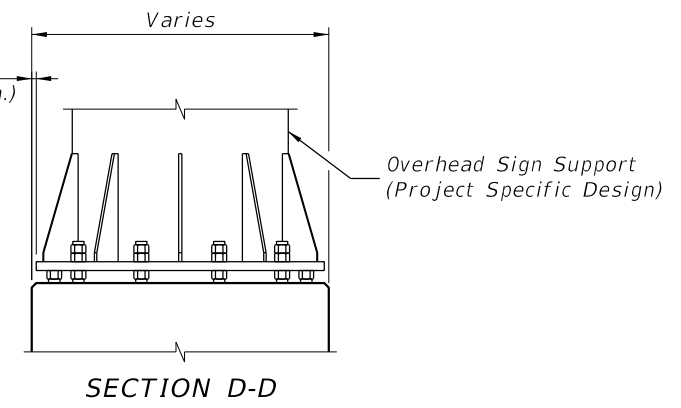 Varies
.)
Overhead Sign Support
(Project Specific Design)
SECTION D-D